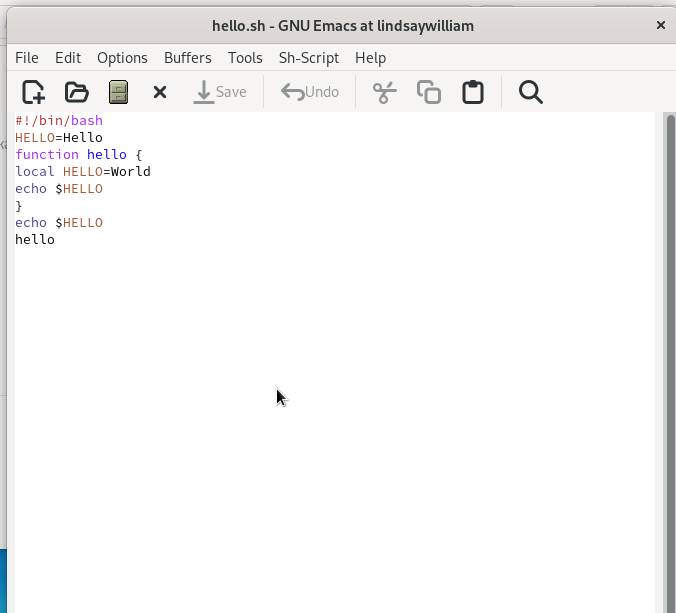 hello.sh - GNU Emacs at lindsaywilliam
File Edit Options Buffers Tools Sh-Script Help
Save Undo
#!/bin/bash
HELLO=Hello
function hello {
local HELLO=World
echo $HELLO
}
echo $HELLO
hello